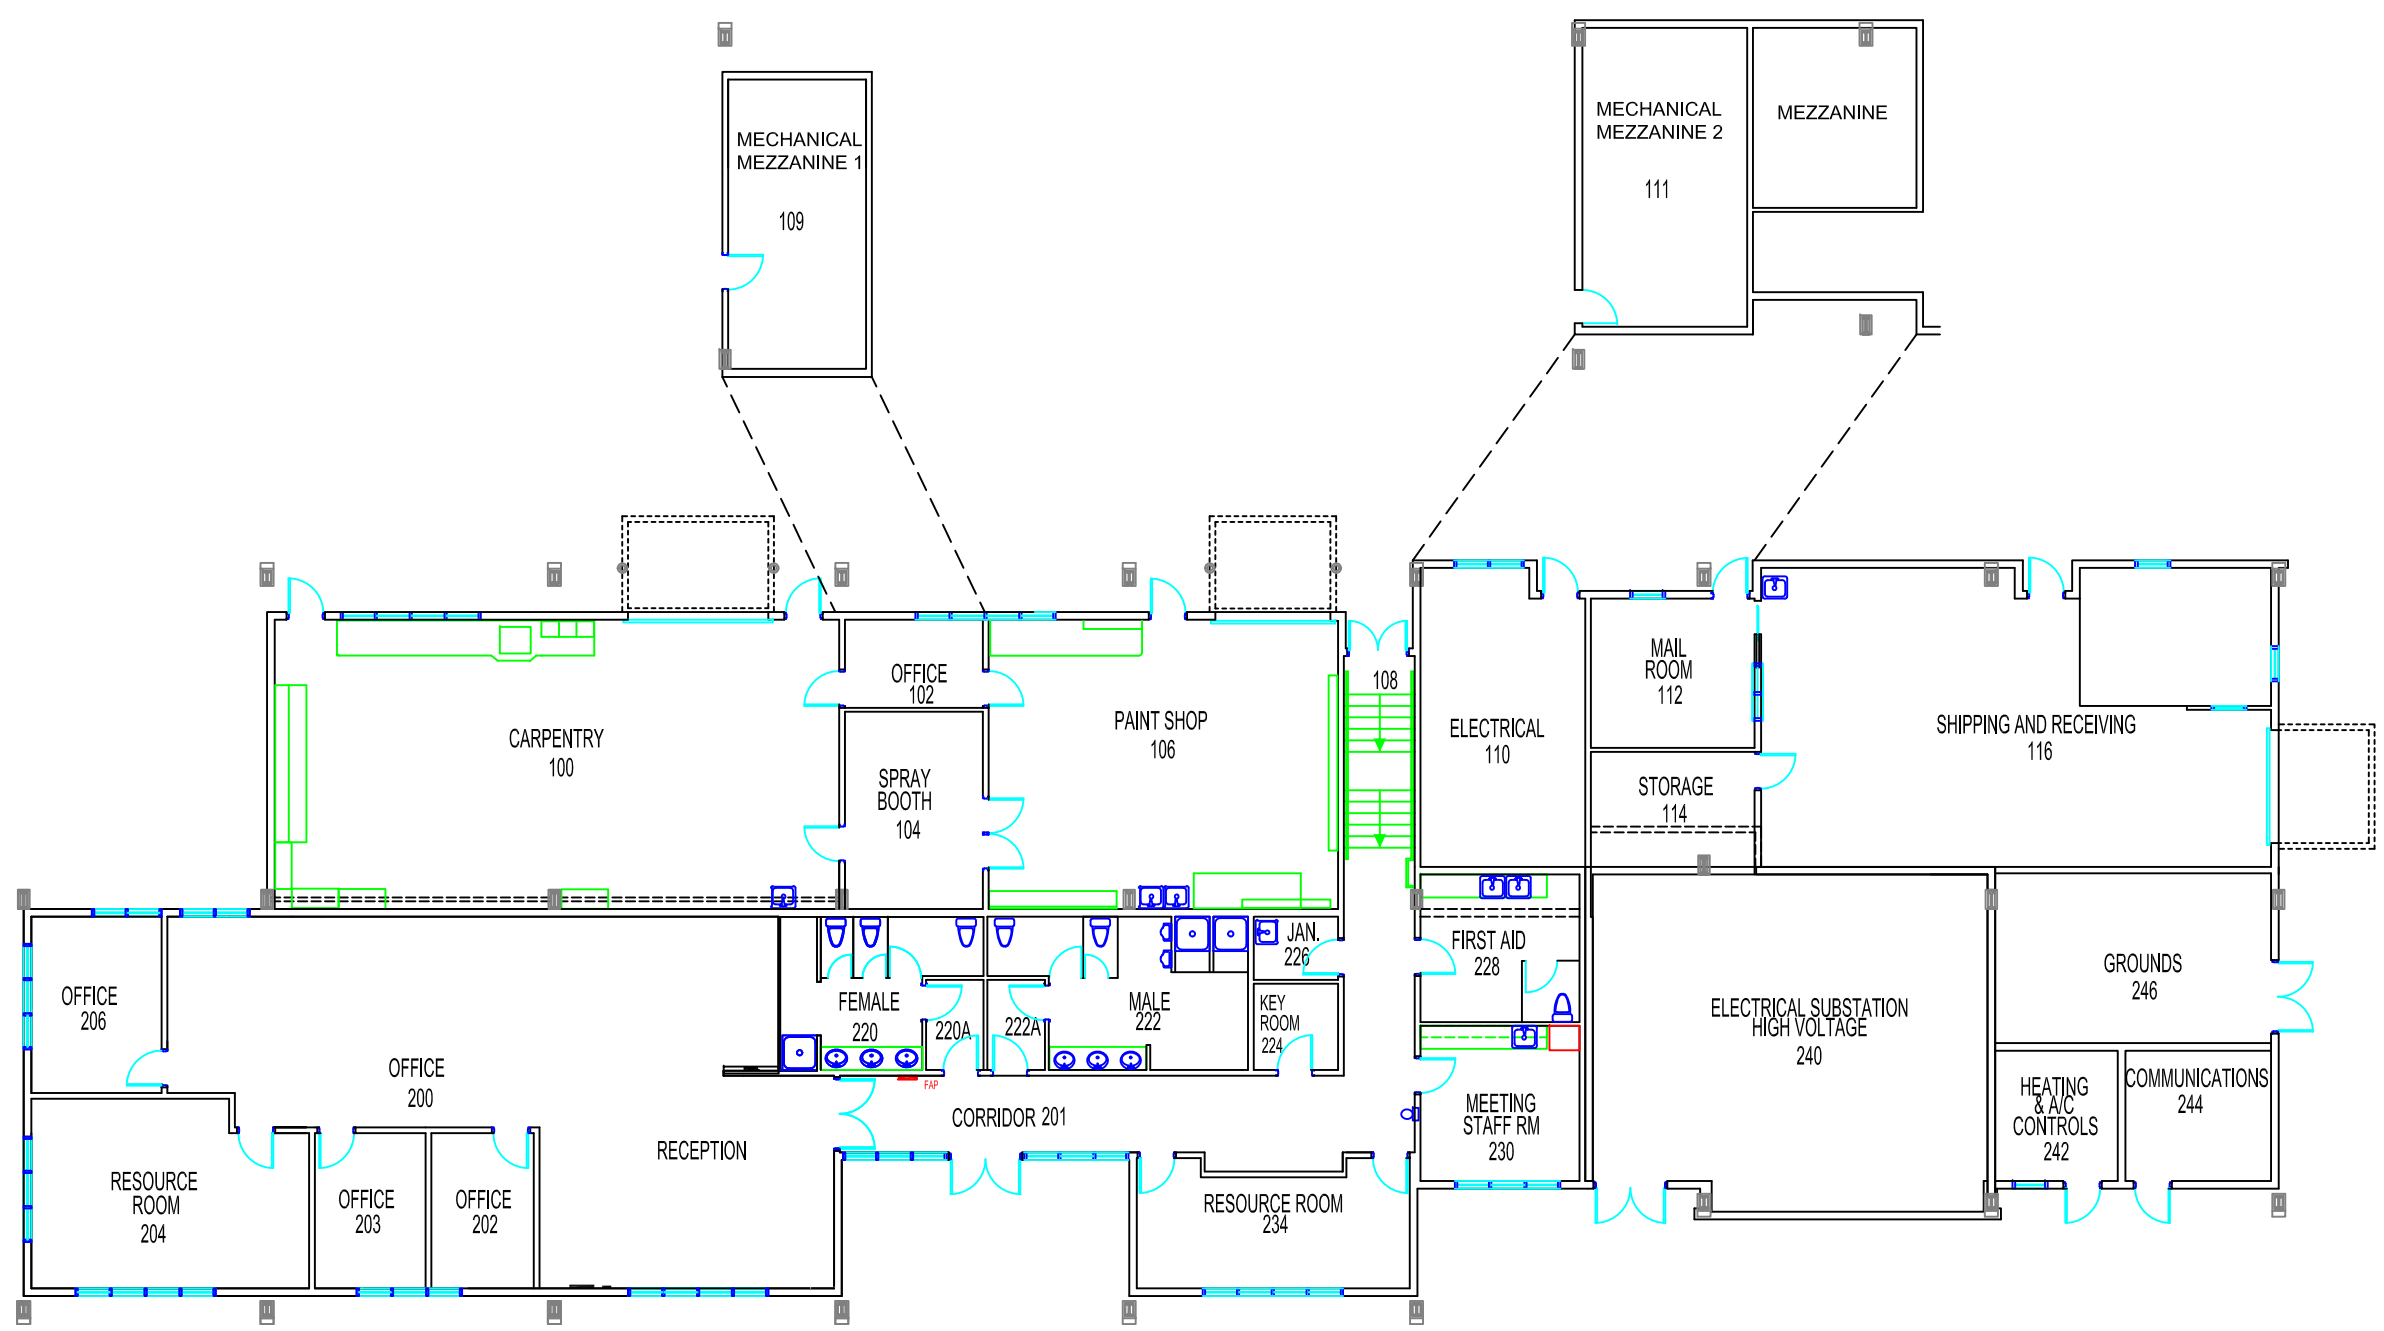 MECHANICAL
MEZZANINE 1
109
MECHANICAL
MEZZANINE 2
111
MEZZANINE
CARPENTRY
100
OFFICE
102
SPRAY
BOOTH
104
PAINT SHOP
106
108
ELECTRICAL
110
MAIL
ROOM
112
STORAGE
114
SHIPPING AND RECEIVING
116
OFFICE
206
OFFICE
200
FEMALE
220
220A
222A
MALE
222
JAN.
226
KEY
ROOM
224
FIRST AID
228
ELECTRICAL SUBSTATION
HIGH VOLTAGE
240
GROUNDS
246
FAP
CORRIDOR 201
MEETING
STAFF RM
230
HEATING
& A/C
CONTROLS
242
COMMUNICATIONS
244
RESOURCE
ROOM
204
OFFICE
203
OFFICE
202
RECEPTION
RESOURCE ROOM
234